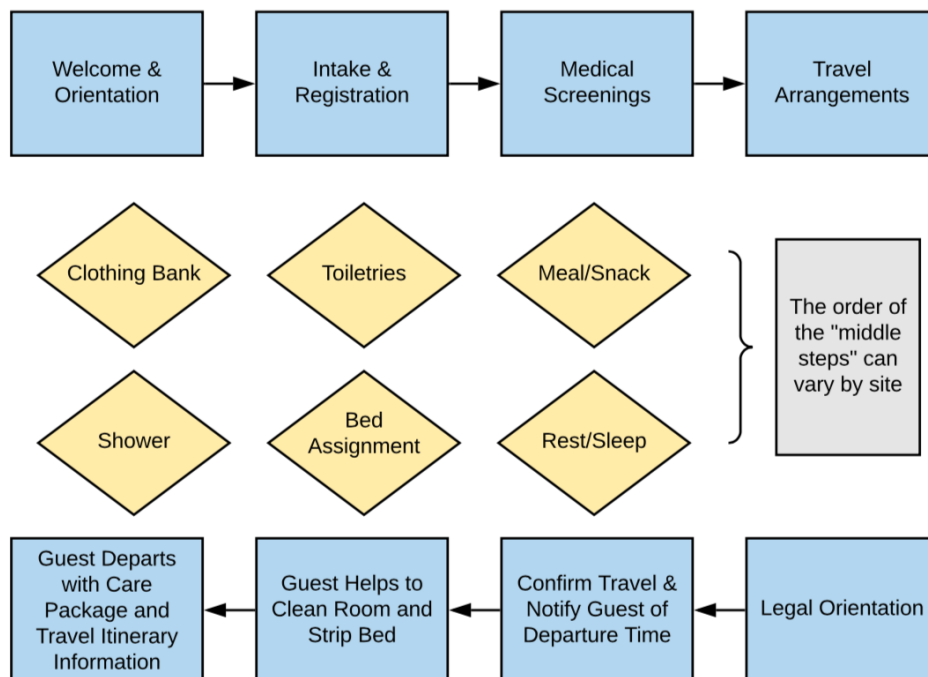 Welcome &
Orientation
Intake &
Registration
Medical
Screenings
Travel
Arrangements
Clothing Bank
Toiletries
Meal/Snack
The order of
the "middle
steps" can
vary by site
Shower
Bed
Assignment
Rest/Sleep
Guest Departs
with Care
Package and
Travel Itinerary
Information
Guest Helps to
Clean Room and
Strip Bed
Confirm Travel &
Notify Guest of
Departure Time
Legal Orientation